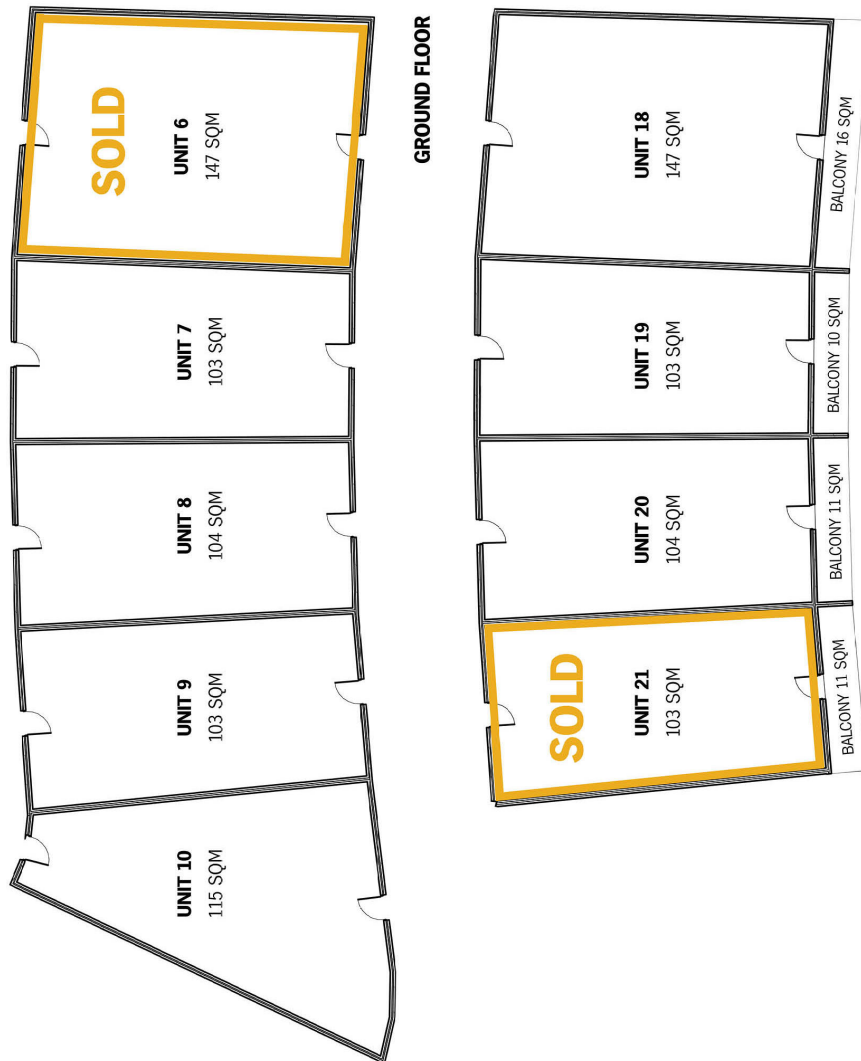 SOLD
UNIT 6
147 SQM
UNIT 7
103 SQM
UNIT 8
104 SQM
UNIT 9
103 SQM
UNIT 10
115 SQM
GROUND FLOOR
UNIT 18
147 SQM
BALCONY 16 SQM
UNIT 19
103 SQM
BALCONY 10 SQM
UNIT 20
104 SQM
BALCONY 11 SQM
SOLD
UNIT 21
103 SQM
BALCONY 11 SQM